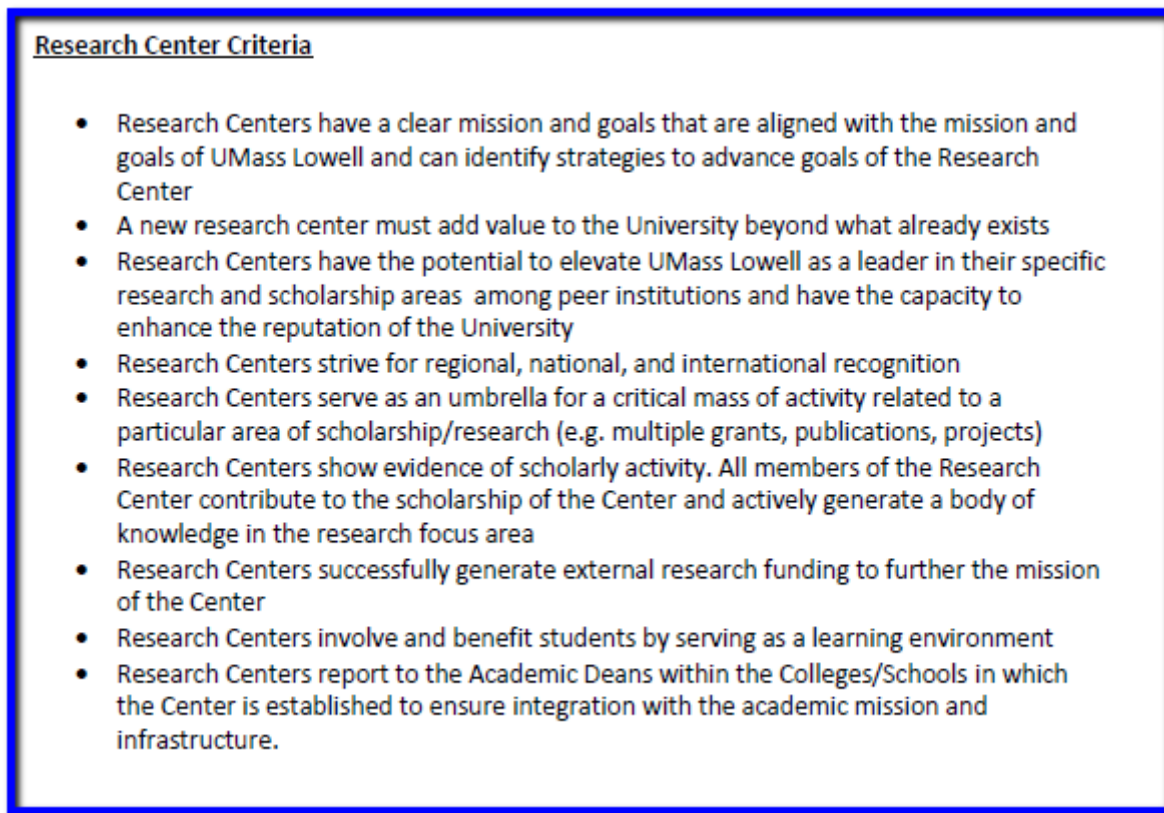 Research Center Criteria
• Research Centers have a clear mission and goals that are aligned with the mission and
goals of UMass Lowell and can identify strategies to advance goals of the Research
Center
• A new research center must add value to the University beyond what already exists
• Research Centers have the potential to elevate UMass Lowell as a leader in their specific
research and scholarship areas  among peer institutions and have the capacity to
enhance the reputation of the University
• Research Centers strive for regional, national, and international recognition
• Research Centers serve as an umbrella for a critical mass of activity related to a
particular area of scholarship/research (e.g. multiple grants, publications, projects)
• Research Centers show evidence of scholarly activity. All members of the Research
Center contribute to the scholarship of the Center and actively generate a body of
knowledge in the research focus area
• Research Centers successfully generate external research funding to further the mission
of the Center
• Research Centers involve and benefit students by serving as a learning environment
• Research Centers report to the Academic Deans within the Colleges/Schools in which
the Center is established to ensure integration with the academic mission and
infrastructure.